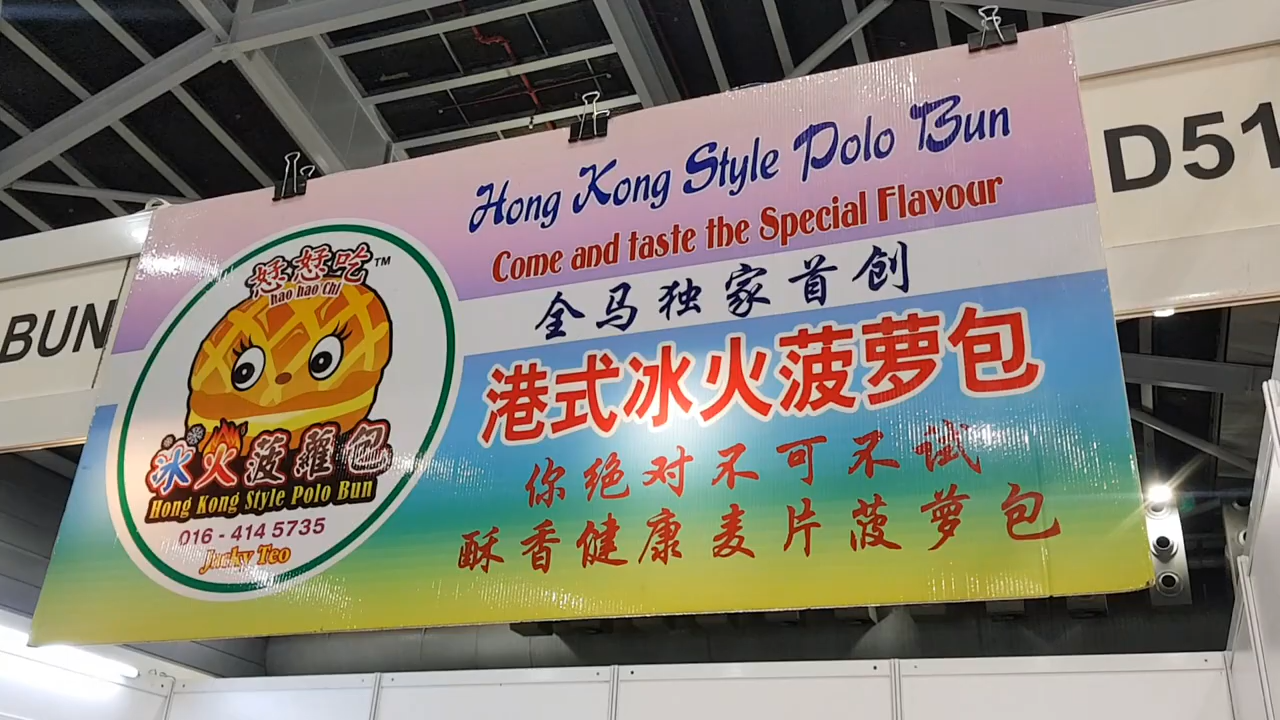 Hong Kong Style Polo Bun
Come and taste the Special Flavour
全马独家首创
港式冰火菠萝包
你绝对不可不试
酥香健康麦片菠萝包
好好吃™
hao hao Chi
冰火菠蘿包
Hong Kong Style Polo Bun
016 - 414 5735
Jacky Teo
BUN
D51